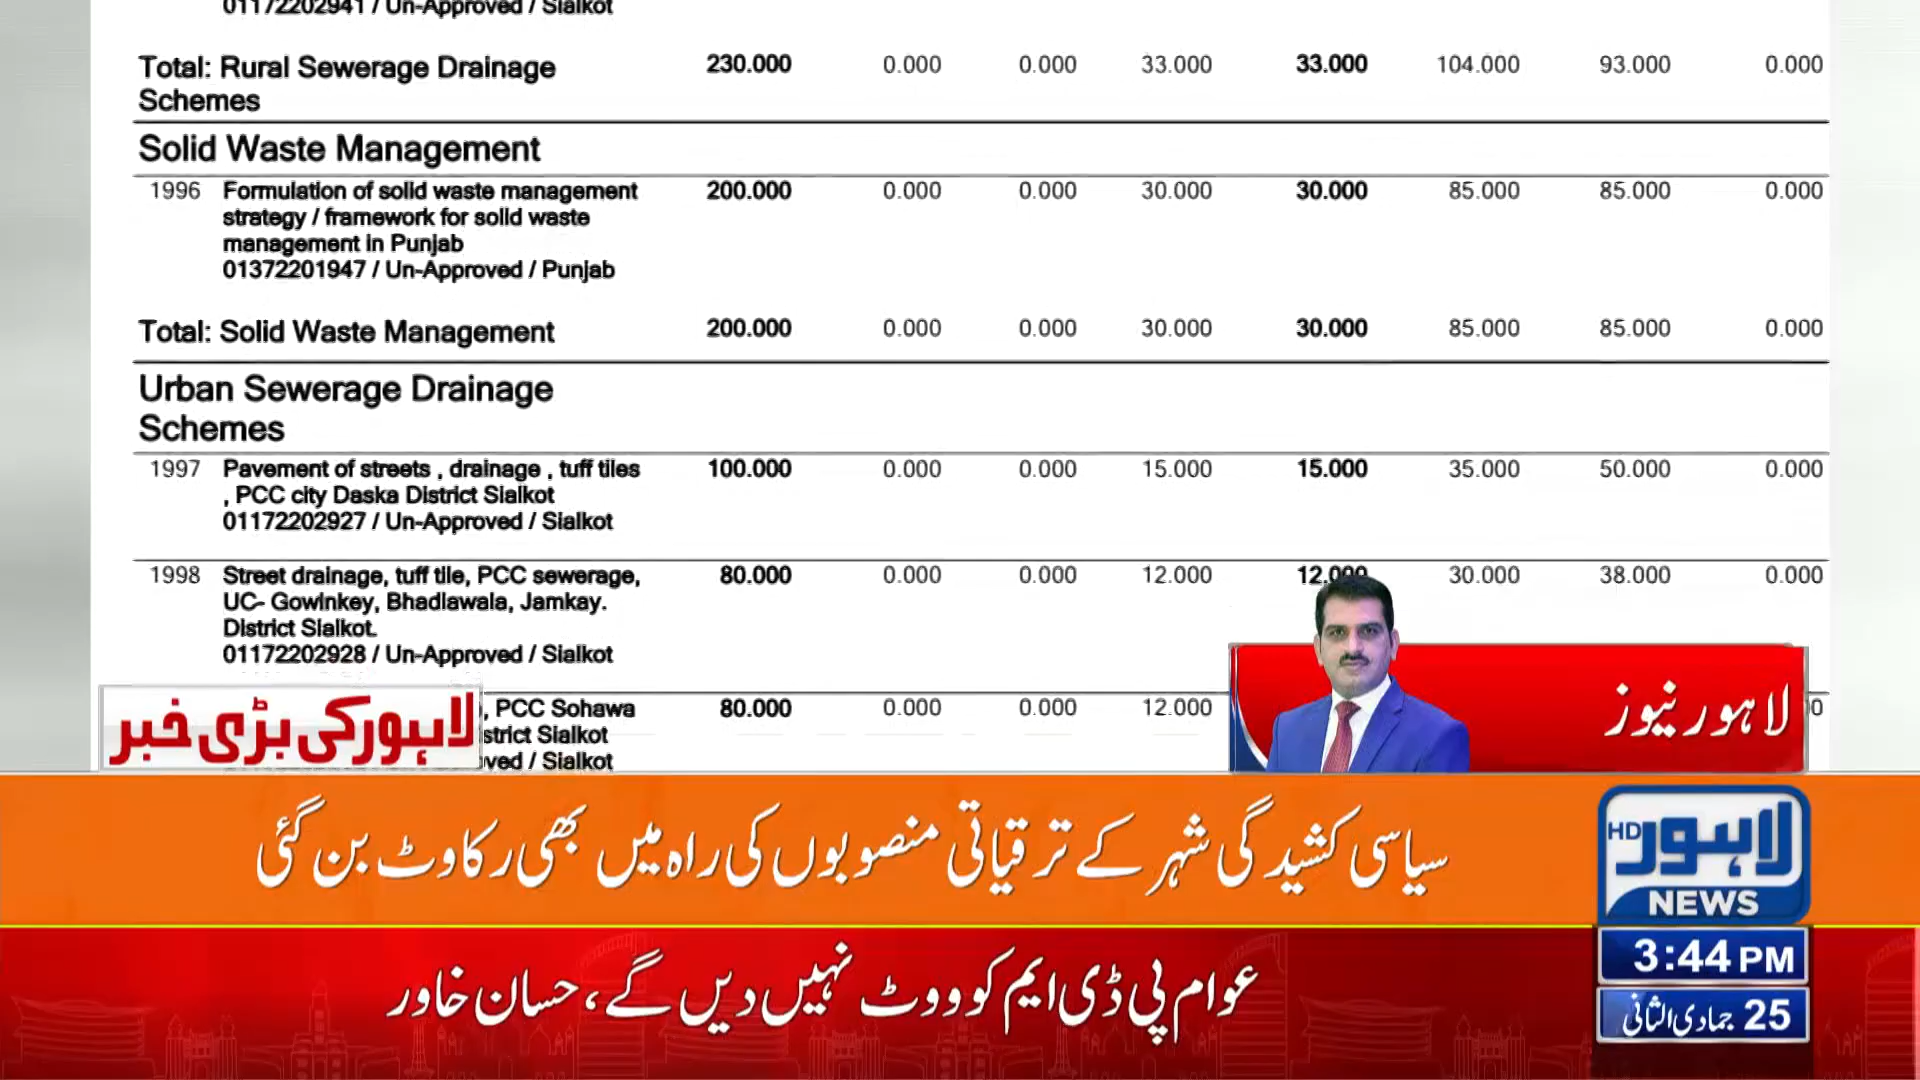 01172202941 / Un-Approved / Sialkot
Total: Rural Sewerage Drainage Schemes 230.000 0.000 0.000 33.000 33.000 104.000 93.000 0.000
Solid Waste Management
1996 Formulation of solid waste management 200.000 0.000 0.000 30.000 30.000 85.000 85.000 0.000
strategy / framework for solid waste
management in Punjab
01372201947 / Un-Approved / Punjab
Total: Solid Waste Management 200.000 0.000 0.000 30.000 30.000 85.000 85.000 0.000
Urban Sewerage Drainage
Schemes
1997 Pavement of streets , drainage , tuff tiles 100.000 0.000 0.000 15.000 15.000 35.000 50.000 0.000
, PCC city Daska District Sialkot
01172202927 / Un-Approved / Sialkot
1998 Street drainage, tuff tile, PCC sewerage, 80.000 0.000 0.000 12.000 12.000 30.000 38.000 0.000
UC- Gowinkey, Bhadlawala, Jamkay.
District Sialkot.
01172202928 / Un-Approved / Sialkot
, PCC Sohawa 80.000 0.000 0.000 12.000
strict Sialkot
ved / Sialkot
لاہور کی بڑی خبر
لاہور نیوز
سیاسی کشیدگی شہر کے ترقیاتی منصوبوں کی راہ میں بھی رکاوٹ بن گئی
لاہور HD
NEWS
3:44 PM
عوام پی ڈی ایم کو ووٹ نہیں دیں گے، حسان خاور
25 جمادی الثانی